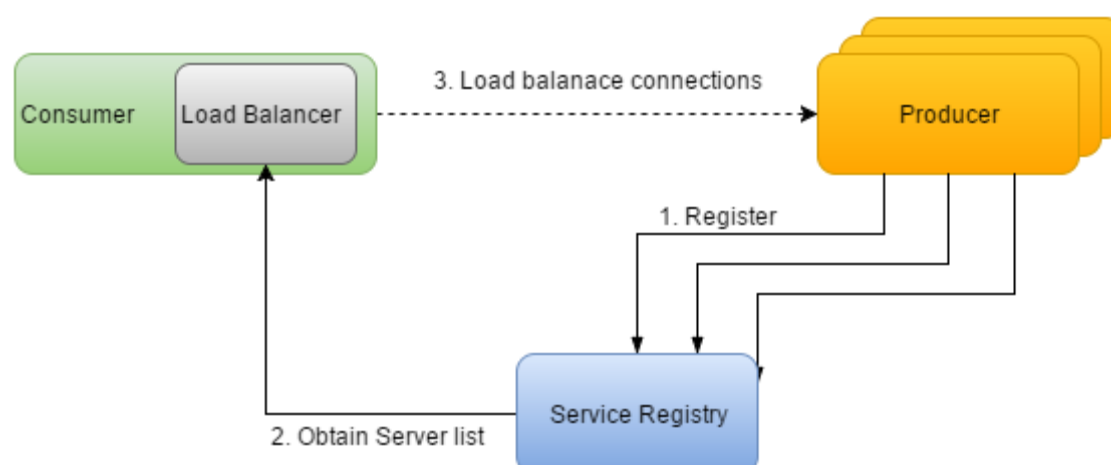 3. Load balanace connections
Consumer
Load Balancer
Producer
1. Register
Service Registry
2. Obtain Server list